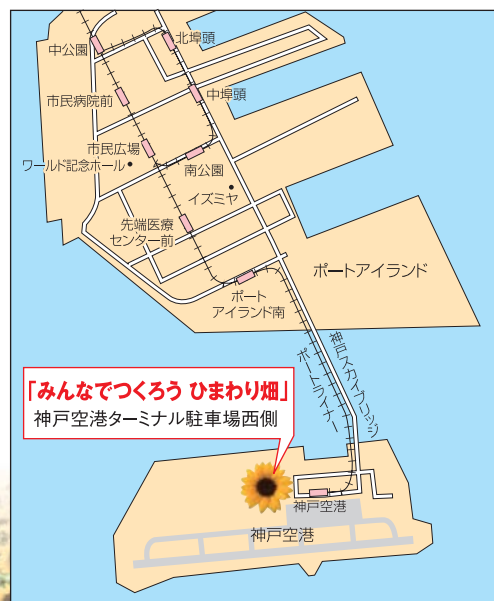 北埠頭
中公園
市民病院前
中埠頭
市民広場
ワールド記念ホール
南公園
イズミヤ
先端医療
センター前
ポートアイランド
ポート
アイランド南
神戸スカイブリッジ
ポートライナー
「みんなでつくろう ひまわり畑」
神戸空港ターミナル駐車場西側
神戸空港
神戸空港